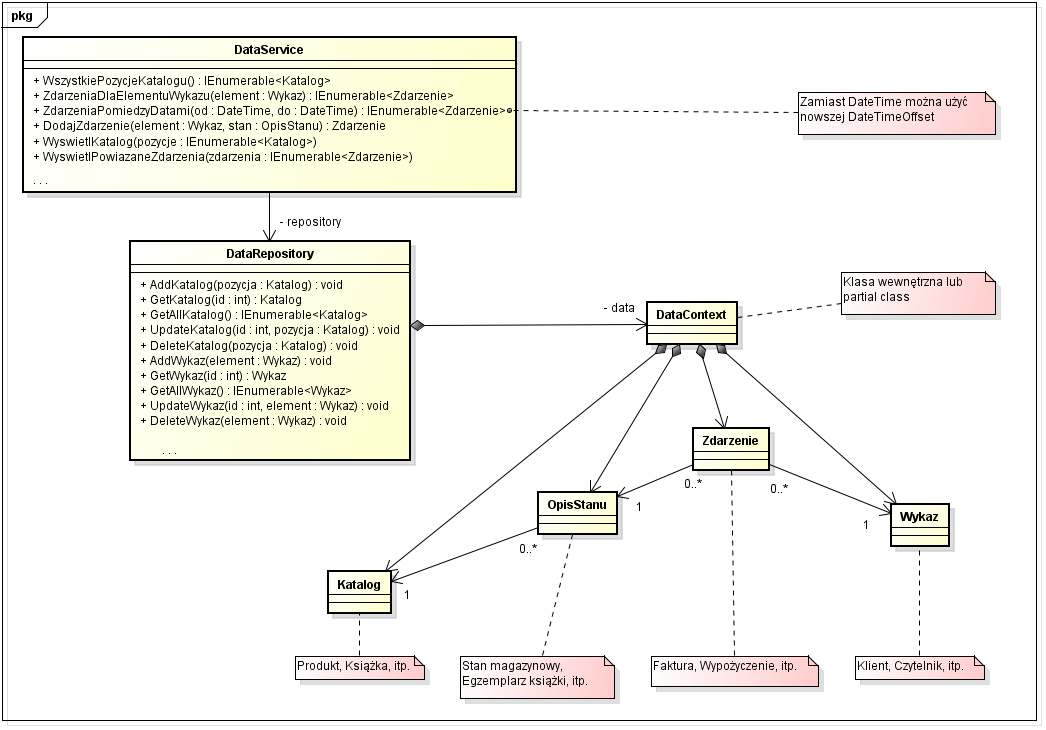 pkg
DataService
+ WszystkiePozycjeKatalogu() : IEnumerable<Katalog>
+ ZdarzeniaDlaElementuWykazu(element : Wykaz) : IEnumerable<Zdarzenie>
+ ZdarzeniaPomiedzyDatami(od : DateTime, do : DateTime) : IEnumerable<Zdarzenie>
+ DodajZdarzenie(element : Wykaz, stan : OpisStanu) : Zdarzenie
+ WyswietlKatalog(pozycje : IEnumerable<Katalog>)
+ WyswietlPowiazaneZdarzenia(zdarzenia : IEnumerable<Zdarzenie>)
. . .
Zamiast DateTime można użyć
nowszej DateTimeOffset
- repository
DataRepository
+ AddKatalog(pozycja : Katalog) : void
+ GetKatalog(id : int) : Katalog
+ GetAllKatalog() : IEnumerable<Katalog>
+ UpdateKatalog(id : int, pozycja : Katalog) : void
+ DeleteKatalog(pozycja : Katalog) : void
+ AddWykaz(element : Wykaz) : void
+ GetWykaz(id : int) : Wykaz
+ GetAllWykaz() : IEnumerable<Wykaz>
+ UpdateWykaz(id : int, element : Wykaz) : void
+ DeleteWykaz(element : Wykaz) : void
. . .
- data
DataContext
Klasa wewnętrzna lub
partial class
Zdarzenie
0..*
0..*
OpisStanu
1
Wykaz
1
0..*
Katalog
1
Produkt, Książka, itp.
Stan magazynowy,
Egzemplarz książki, itp.
Faktura, Wypożyczenie, itp.
Klient, Czytelnik, itp.